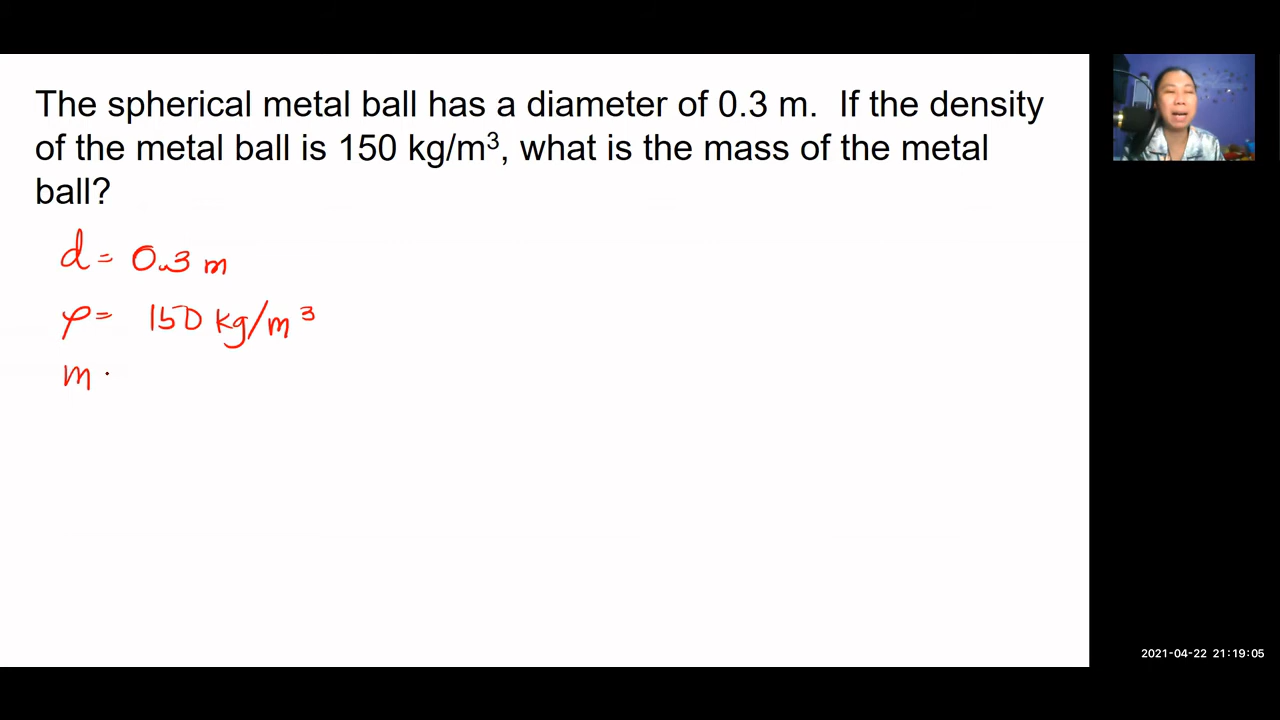 The spherical metal ball has a diameter of 0.3 m.  If the density
of the metal ball is 150 kg/m³, what is the mass of the metal
ball?
d = 0.3 m
ρ = 150 kg/m³
m
2021-04-22 21:19:05